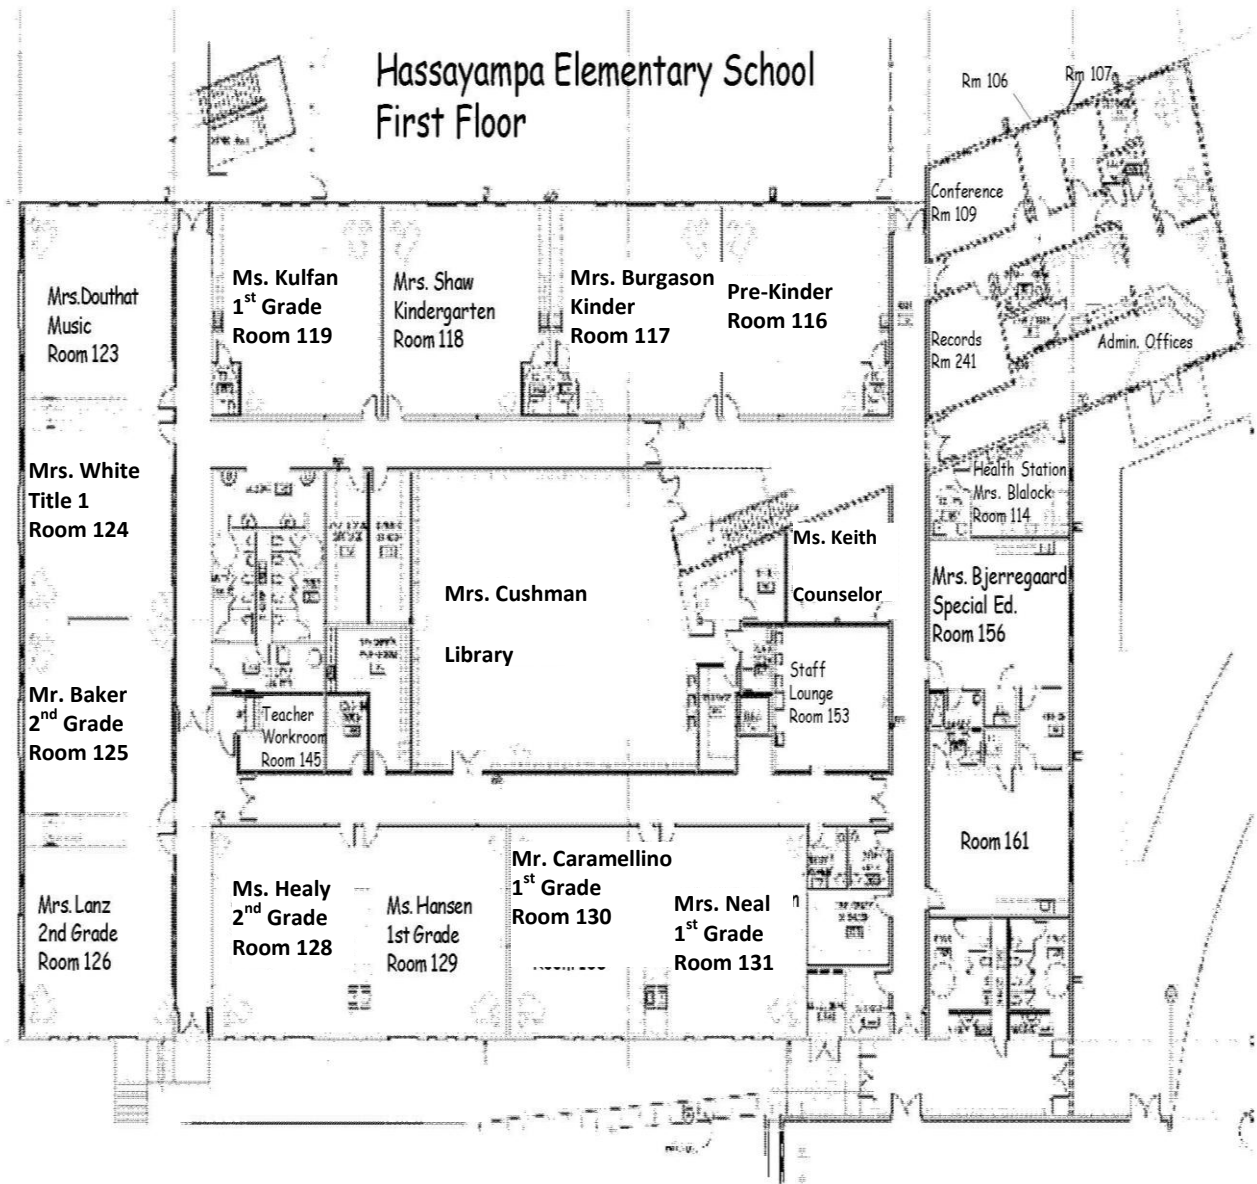 Hassayampa Elementary School
First Floor
Rm 106
Rm 107
Conference
Rm 109
Mrs.Douthat
Music
Room 123
Ms. Kulfan
1st Grade
Room 119
Mrs. Shaw
Kindergarten
Room 118
Mrs. Burgason
Kinder
Room 117
Pre-Kinder
Room 116
Records
Rm 241
Admin. Offices
Mrs. White
Title 1
Room 124
Health Station
Mrs. Blalock
Room 114
Ms. Keith
Counselor
Mrs. Cushman
Library
Mrs. Bjerregaard
Special Ed.
Room 156
Mr. Baker
2nd Grade
Room 125
Teacher
Workroom
Room 145
Staff
Lounge
Room 153
Room 161
Mrs. Lanz
2nd Grade
Room 126
Ms. Healy
2nd Grade
Room 128
Ms. Hansen
1st Grade
Room 129
Mr. Caramellino
1st Grade
Room 130
Mrs. Neal
1st Grade
Room 131